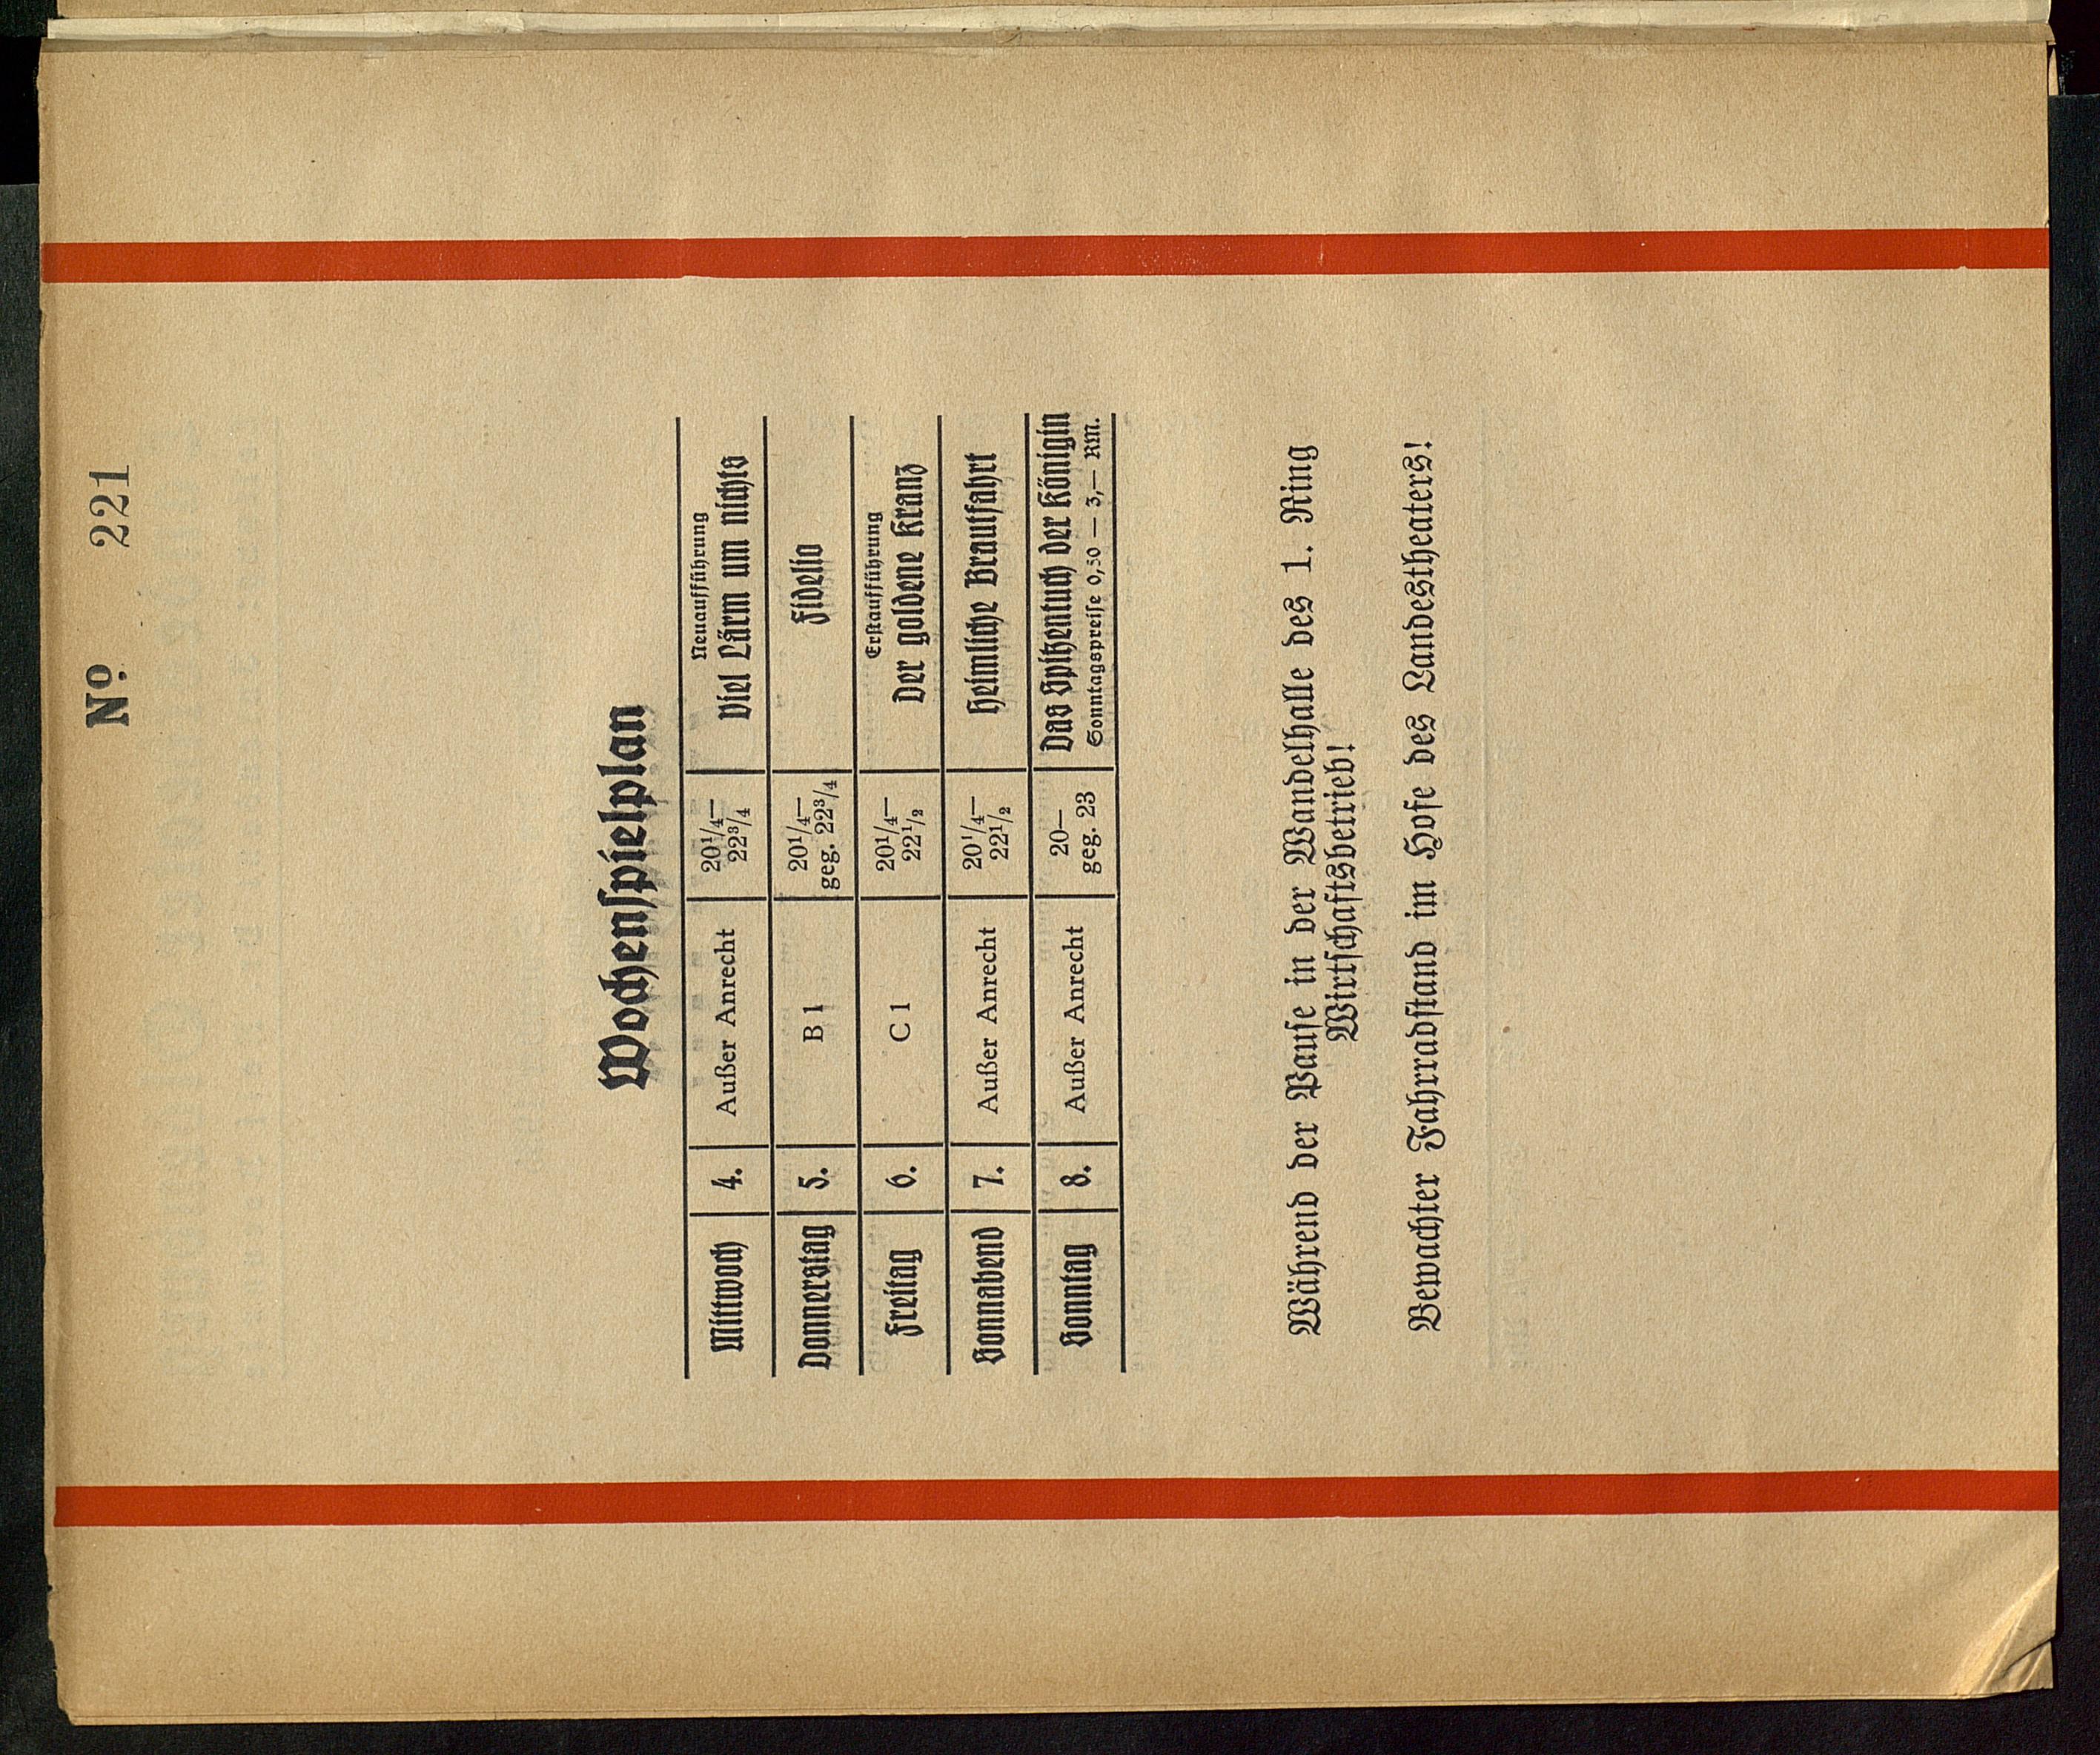 Nº. 221
Wochenspielplan
Mittwoch 4. Außer Anrecht 20¹/₄— 22³/₄ Neuaufführung Viel Lärm um nichts
Donnerstag 5. B 1 20¹/₄— geg. 22³/₄ Fidelio
Freitag 6. C 1 20¹/₄— 22¹/₂ Erstaufführung Der goldene Kranz
Sonnabend 7. Außer Anrecht 20¹/₄— 22¹/₂ Heimliche Brautfahrt
Sonntag 8. Außer Anrecht 20— geg. 23 Das Spitzentuch der Königin Sonntagspreise 0,50 — 3,— RM.
Während der Pause in der Wandelhalle des 1. Ring
Wirtschaftsbetrieb!
Bewachter Fahrradstand im Hofe des Landestheaters!